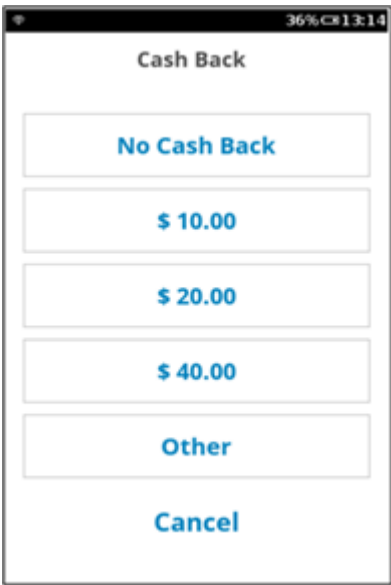 36% 13:14
Cash Back
No Cash Back
$ 10.00
$ 20.00
$ 40.00
Other
Cancel